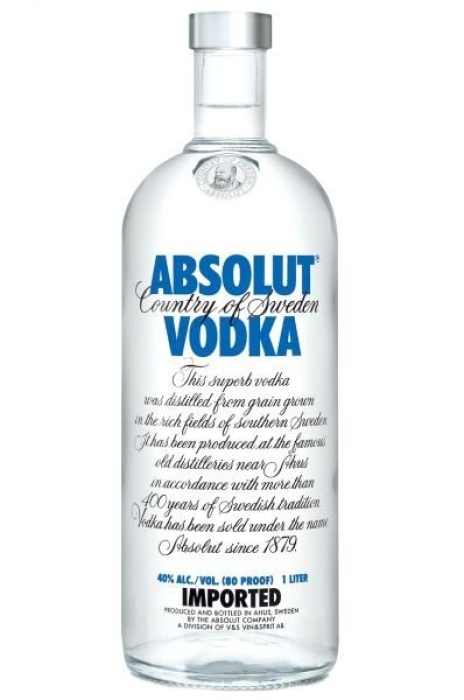 ABSOLUT®
Country of Sweden
VODKA
This superb vodka
was distilled from grain grown
in the rich fields of southern Sweden.
It has been produced at the famous
old distilleries near Åhus
in accordance with more than
400 years of Swedish tradition.
Vodka has been sold under the name
Absolut since 1879.
40% ALC./VOL. (80 PROOF) 1 LITER
IMPORTED
PRODUCED AND BOTTLED IN AHUS, SWEDEN
BY THE ABSOLUT COMPANY
A DIVISION OF V&S VIN&SPRIT AB.